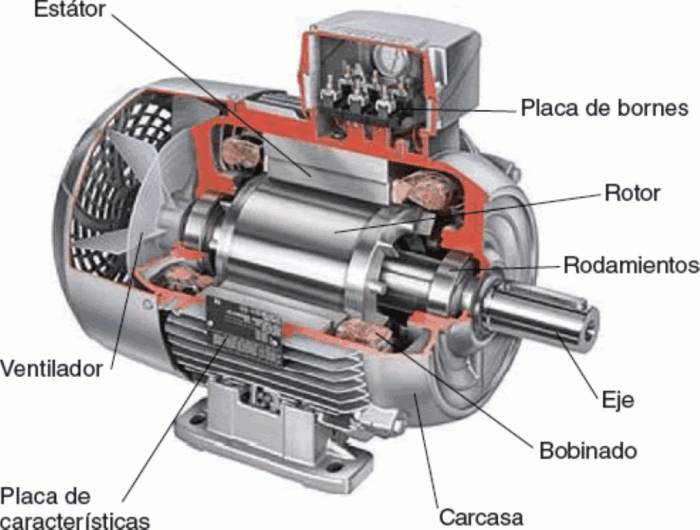 Estátor
Placa de bornes
Rotor
Rodamientos
Ventilador
Eje
Bobinado
Placa de
características
Carcasa